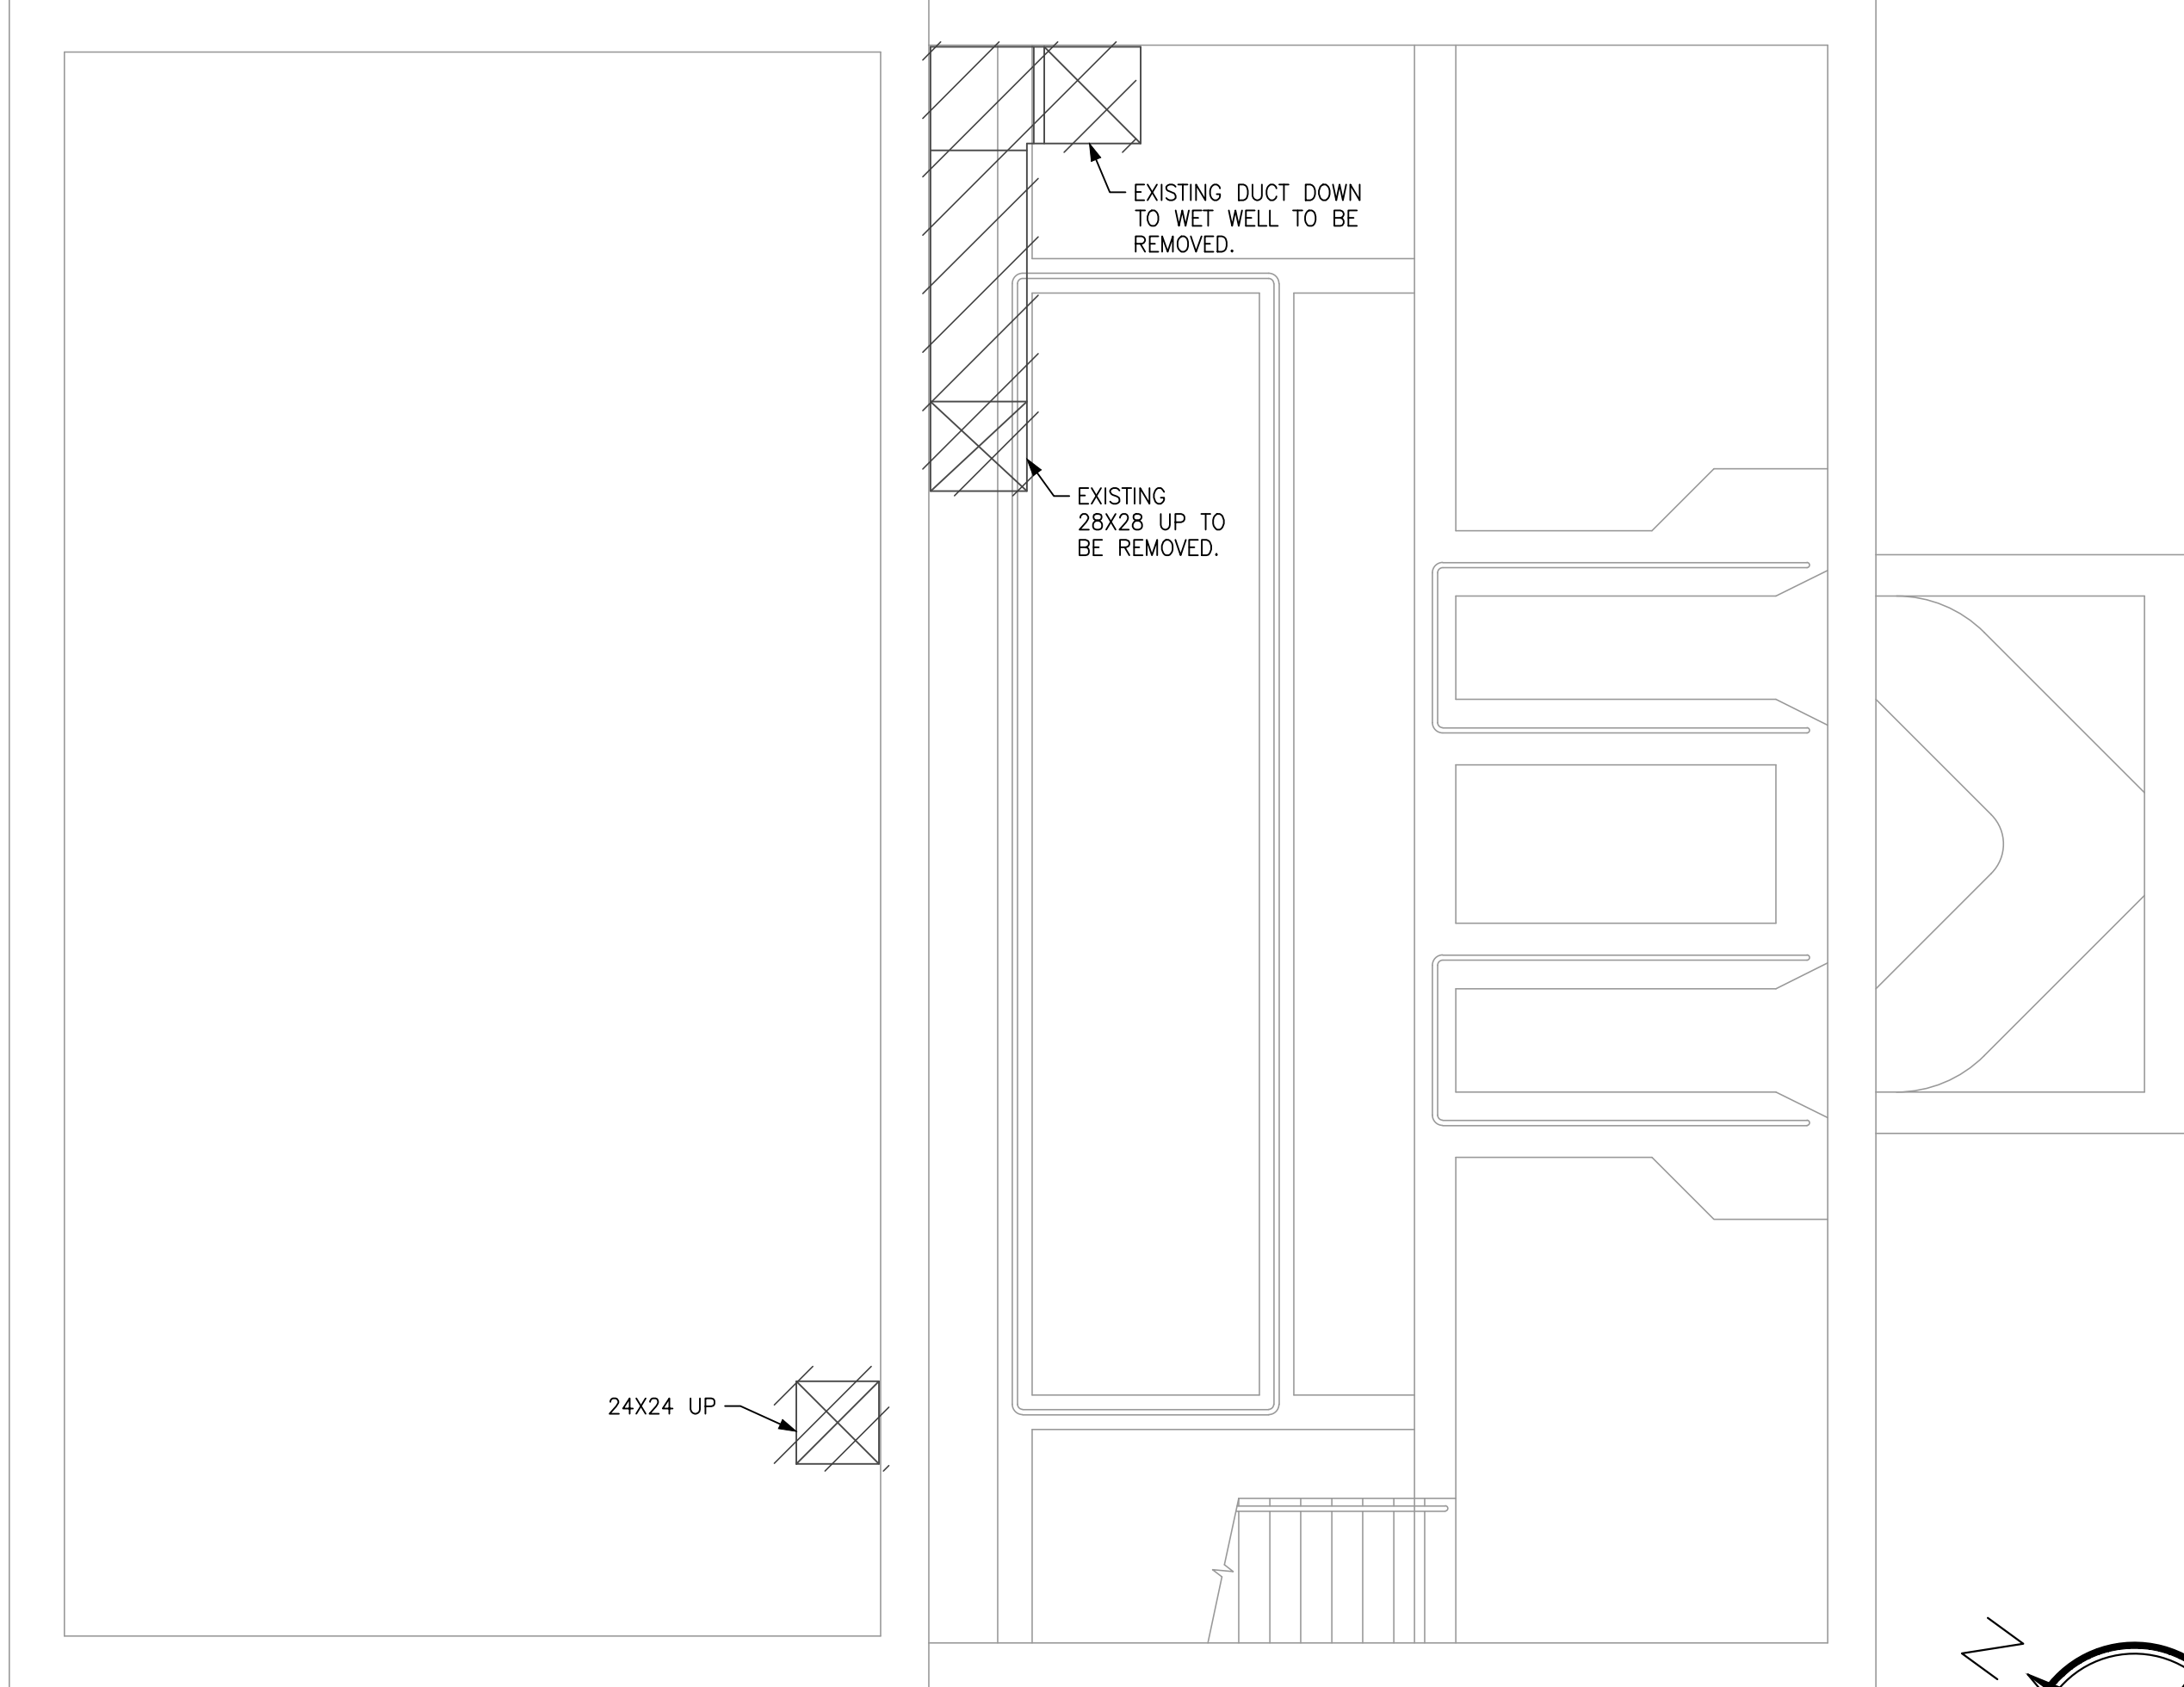 EXISTING DUCT DOWN
TO WET WELL TO BE
REMOVED.
EXISTING
28X28 UP TO
BE REMOVED.
24X24 UP
N